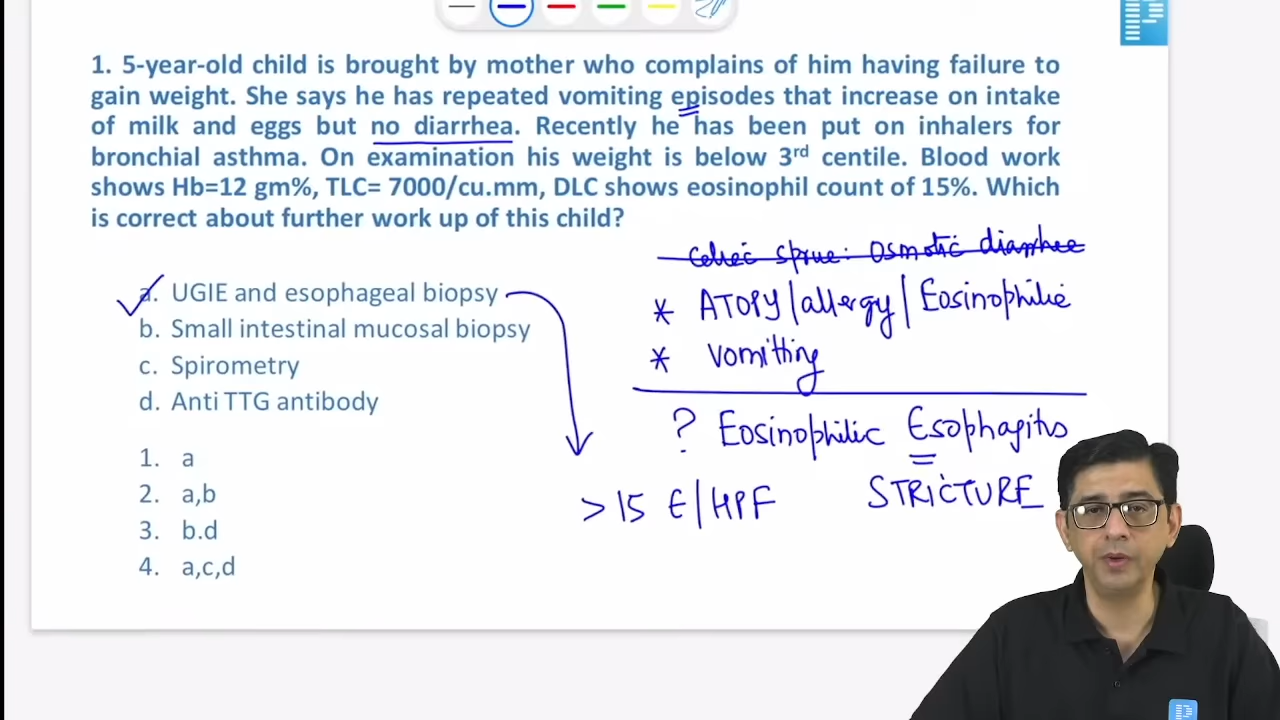 1. 5-year-old child is brought by mother who complains of him having failure to
gain weight. She says he has repeated vomiting episodes that increase on intake
of milk and eggs but no diarrhea. Recently he has been put on inhalers for
bronchial asthma. On examination his weight is below 3rd centile. Blood work
shows Hb=12 gm%, TLC= 7000/cu.mm, DLC shows eosinophil count of 15%. Which
is correct about further work up of this child?
Celiac sprue: Osmotic diarrhea
a. UGIE and esophageal biopsy
* ATOPY/allergy/Eosinophilic
b. Small intestinal mucosal biopsy
* Vomitting
c. Spirometry
d. Anti TTG antibody
? Eosinophilic Esophagitis
1. a
2. a,b
>15 E/HPF STRICTURE
3. b.d
4. a,c,d